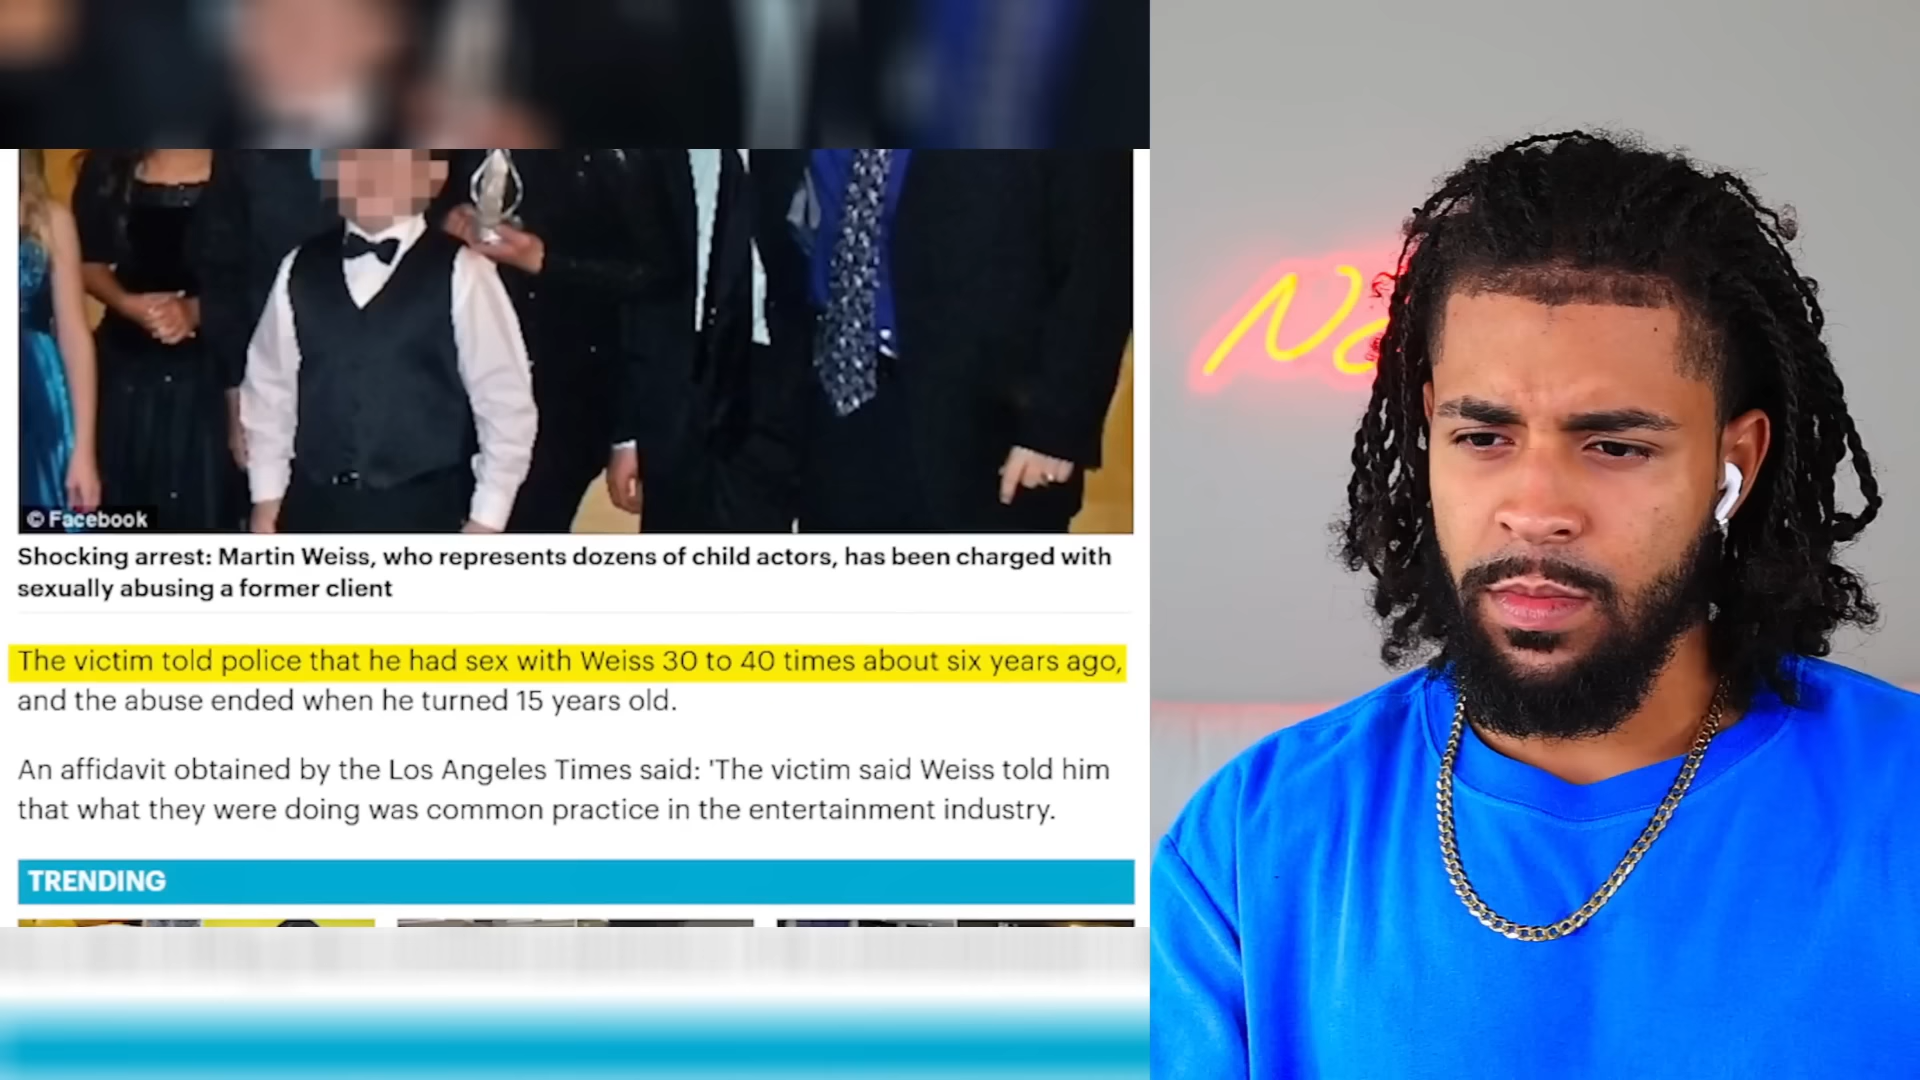 © Facebook
Shocking arrest: Martin Weiss, who represents dozens of child actors, has been charged with
sexually abusing a former client
The victim told police that he had sex with Weiss 30 to 40 times about six years ago,
and the abuse ended when he turned 15 years old.
An affidavit obtained by the Los Angeles Times said: 'The victim said Weiss told him
that what they were doing was common practice in the entertainment industry.
TRENDING